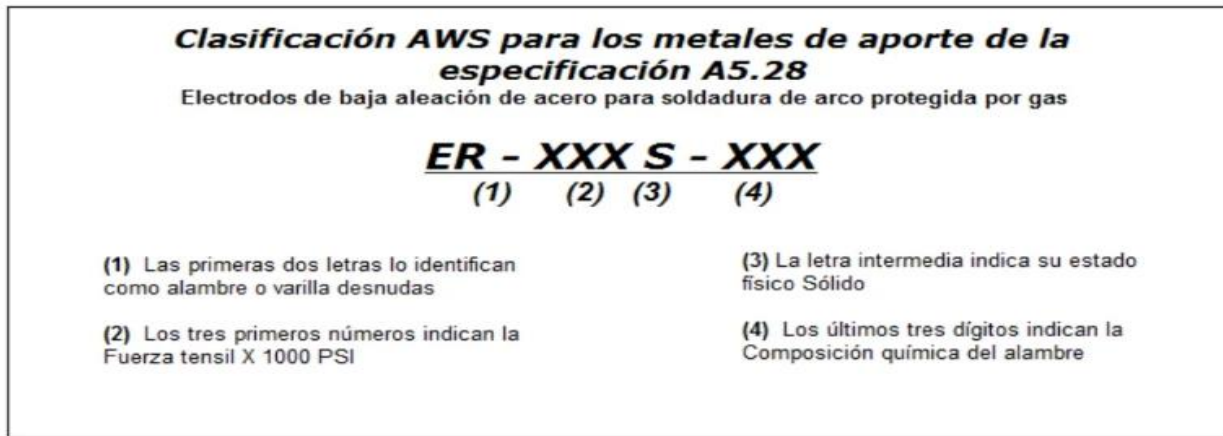 Clasificación AWS para los metales de aporte de la
especificación A5.28
Electrodos de baja aleación de acero para soldadura de arco protegida por gas
ER - XXX S - XXX
(1) (2) (3) (4)
(1) Las primeras dos letras lo identifican
como alambre o varilla desnudas
(2) Los tres primeros números indican la
Fuerza tensil X 1000 PSI
(3) La letra intermedia indica su estado
físico Sólido
(4) Los últimos tres dígitos indican la
Composición química del alambre